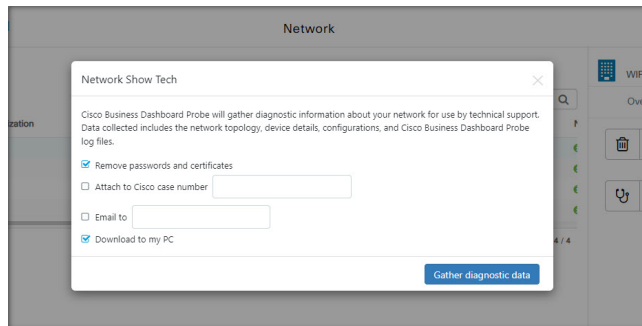 Network
WIF
Network Show Tech
Ove
ization
Cisco Business Dashboard Probe will gather diagnostic information about your network for use by technical support.
Data collected includes the network topology, device details, configurations, and Cisco Business Dashboard Probe
log files.
Remove passwords and certificates
Attach to Cisco case number
Email to
Download to my PC
4 / 4
Gather diagnostic data